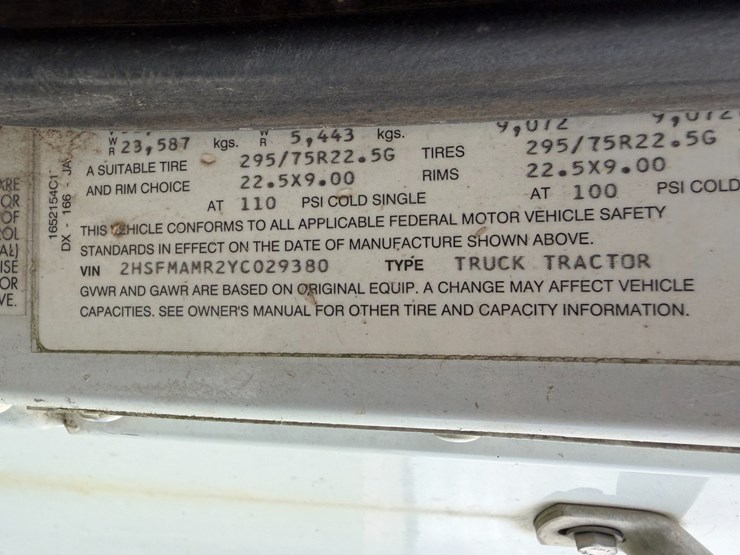 G V W R 23,587 kgs. G A W R 5,443 kgs. 9,072 9,072
A SUITABLE TIRE 295/75R22.5G TIRES 295/75R22.5G
AND RIM CHOICE 22.5X9.00 RIMS 22.5X9.00
AT 110 PSI COLD SINGLE AT 100 PSI COLD
THIS VEHICLE CONFORMS TO ALL APPLICABLE FEDERAL MOTOR VEHICLE SAFETY
STANDARDS IN EFFECT ON THE DATE OF MANUFACTURE SHOWN ABOVE.
VIN 2HSFMAMR2YC029380 TYPE TRUCK TRACTOR
GVWR AND GAWR ARE BASED ON ORIGINAL EQUIP. A CHANGE MAY AFFECT VEHICLE
CAPACITIES. SEE OWNER'S MANUAL FOR OTHER TIRE AND CAPACITY INFORMATION.
1652154C1
DX - 166 - JA